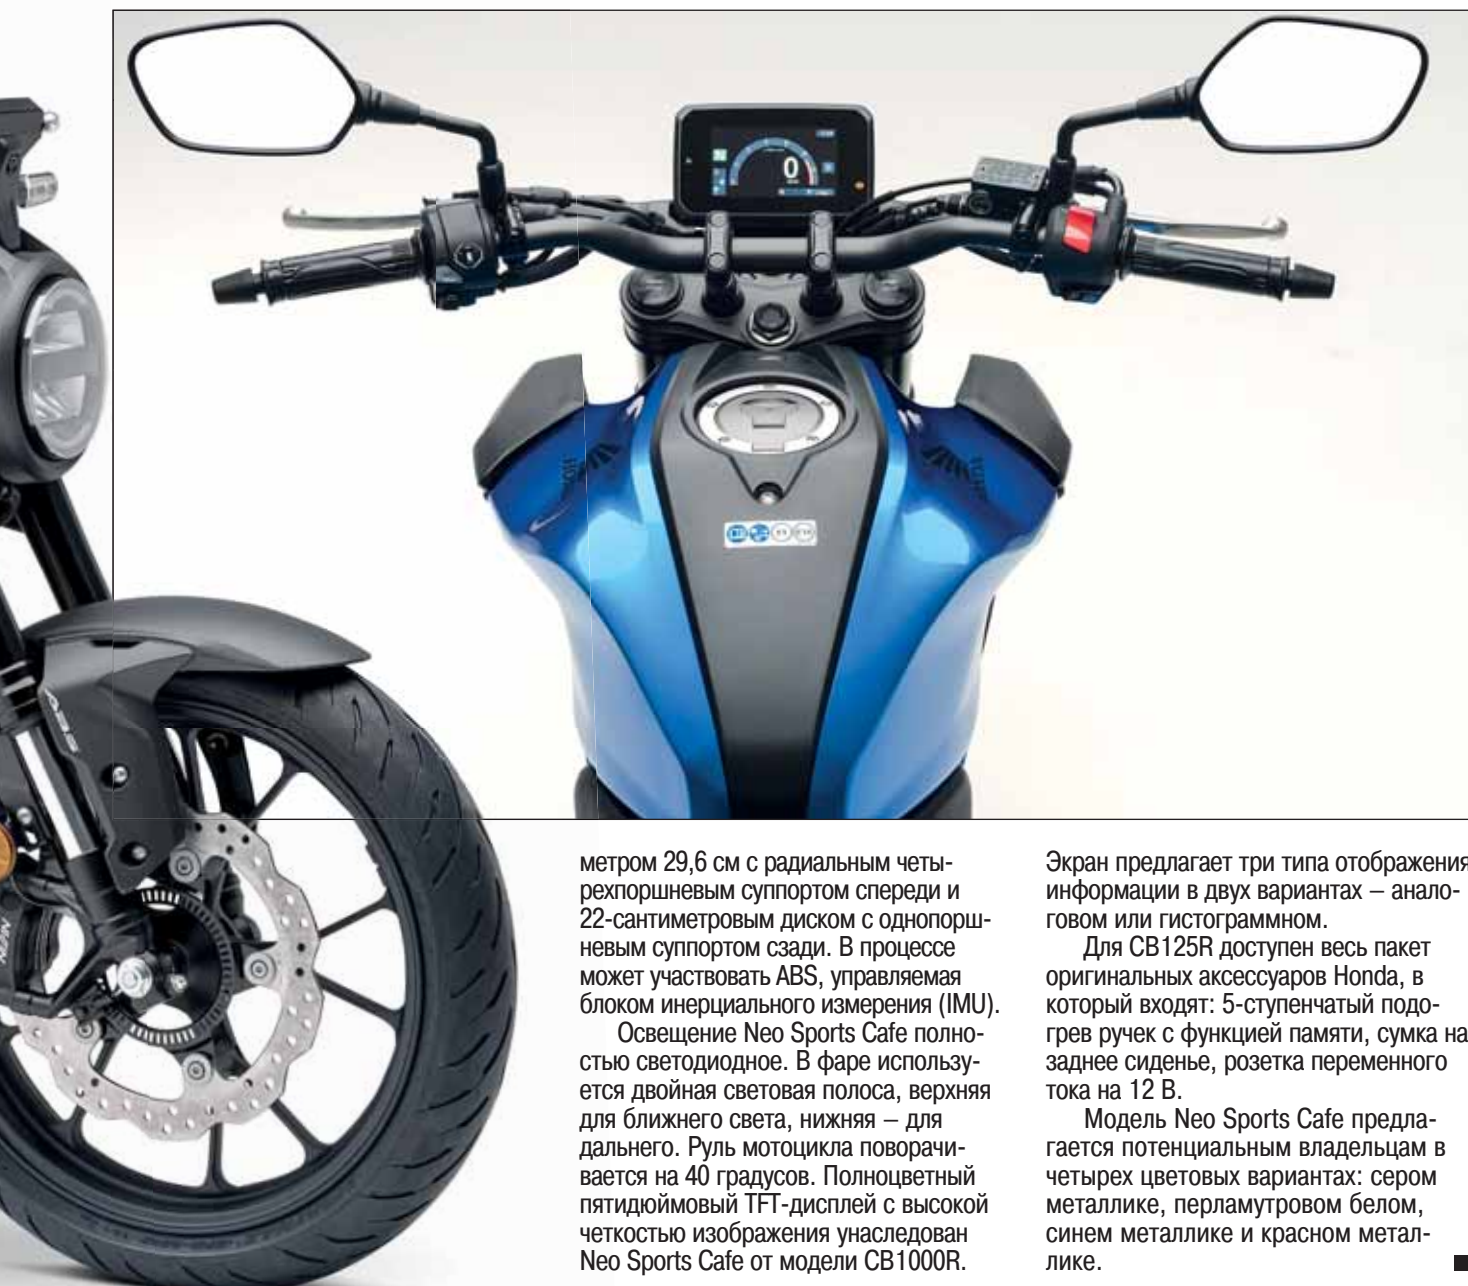 ABS
NISSIN
0
HONDA
HONDA
метром 29,6 см с радиальным четы-
рехпоршневым суппортом спереди и
22-сантиметровым диском с однопорш-
невым суппортом сзади. В процессе
может участвовать ABS, управляемая
блоком инерциального измерения (IMU).
Освещение Neo Sports Cafe полно-
стью светодиодное. В фаре использу-
ется двойная световая полоса, верхняя
для ближнего света, нижняя – для
дальнего. Руль мотоцикла поворачи-
вается на 40 градусов. Полноцветный
пятидюймовый TFT-дисплей с высокой
четкостью изображения унаследован
Neo Sports Cafe от модели CB1000R.
Экран предлагает три типа отображения
информации в двух вариантах – анало-
говом или гистограммном.
Для CB125R доступен весь пакет
оригинальных аксессуаров Honda, в
который входят: 5-ступенчатый подо-
грев ручек с функцией памяти, сумка на
заднее сиденье, розетка переменного
тока на 12 В.
Модель Neo Sports Cafe предла-
гается потенциальным владельцам в
четырех цветовых вариантах: сером
металлике, перламутровом белом,
синем металлике и красном метал-
лике.